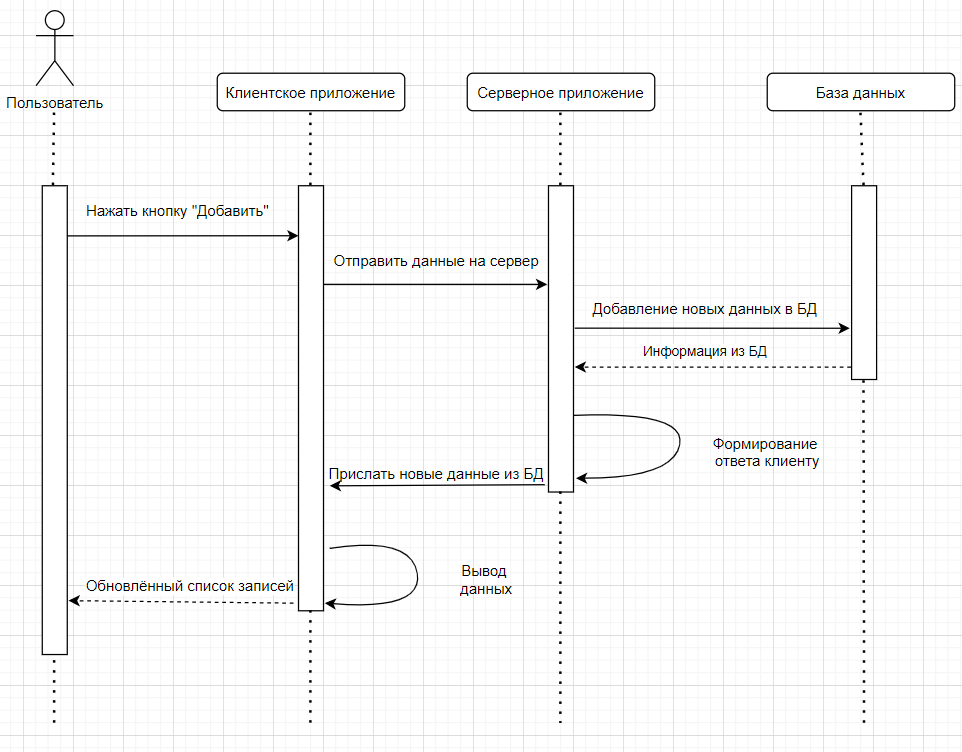 Пользователь
Клиентское приложение
Серверное приложение
База данных
Нажать кнопку "Добавить"
Отправить данные на сервер
Добавление новых данных в БД
Информация из БД
Формирование
ответа клиенту
Прислать новые данные из БД
Вывод
данных
Обновлённый список записей